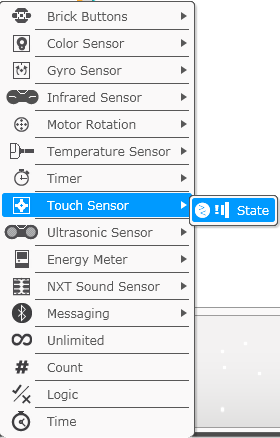 Brick Buttons
Color Sensor
Gyro Sensor
Infrared Sensor
Motor Rotation
Temperature Sensor
Timer
Touch Sensor
State
Ultrasonic Sensor
Energy Meter
NXT Sound Sensor
Messaging
Unlimited
# Count
Logic
Time